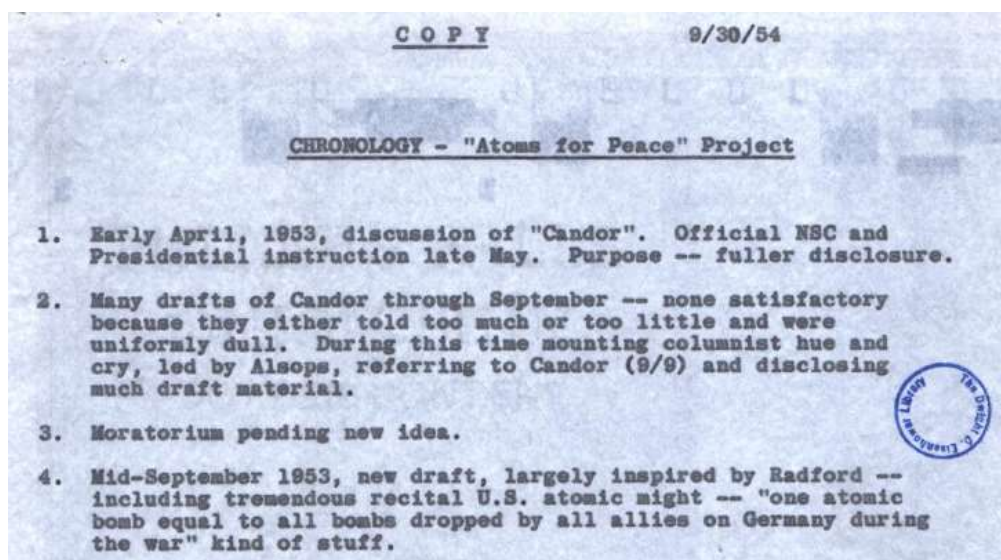 C O P Y 9/30/54
CHRONOLOGY - "Atoms for Peace" Project
1. Early April, 1953, discussion of "Candor". Official NSC and
Presidential instruction late May. Purpose -- fuller disclosure.
2. Many drafts of Candor through September -- none satisfactory
because they either told too much or too little and were
uniformly dull. During this time mounting columnist hue and
cry, led by Alsops, referring to Candor (9/9) and disclosing
much draft material.
The Dwight D. Eisenhower Library
3. Moratorium pending new idea.
4. Mid-September 1953, new draft, largely inspired by Radford --
including tremendous recital U.S. atomic might -- "one atomic
bomb equal to all bombs dropped by all allies on Germany during
the war" kind of stuff.